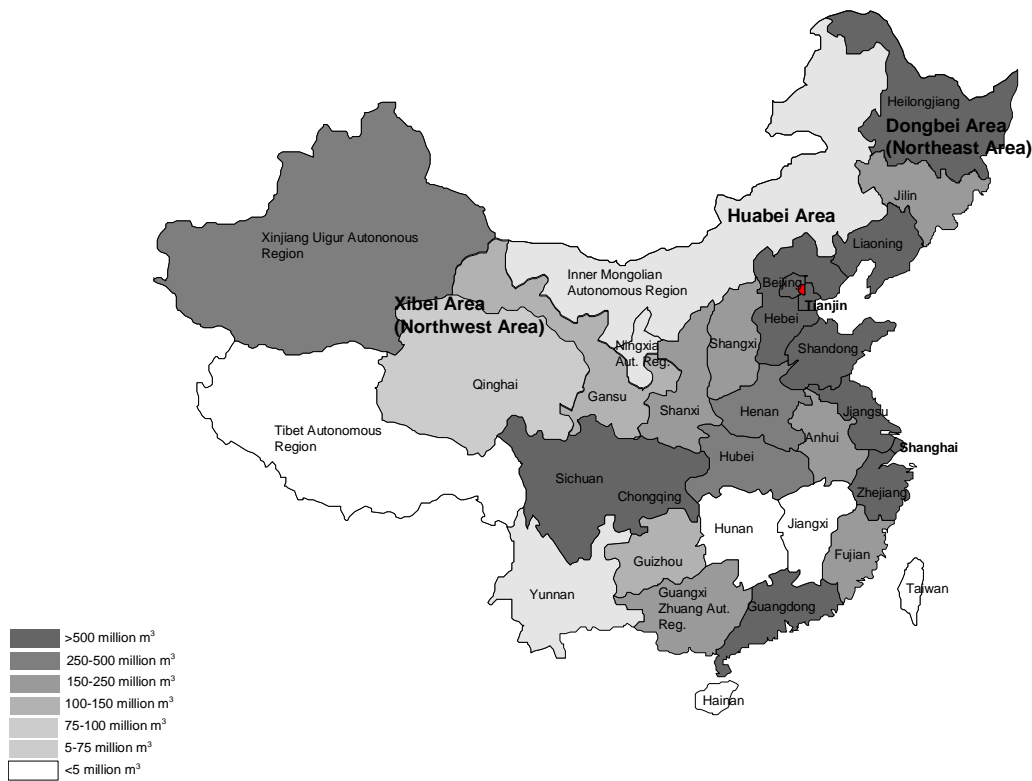 Heilongjiang
Dongbei Area
(Northeast Area)
Jilin
Huabei Area
Liaoning
Xinjiang Uigur Autononous
Region
Inner Mongolian
Autonomous Region
Beijing
Tianjin
Xibei Area
(Northwest Area)
Hebei
Ningxia
Aut. Reg.
Shangxi
Shandong
Qinghai
Gansu
Shanxi
Henan
Jiangsu
Tibet Autonomous
Region
Anhui
Shanghai
Hubei
Sichuan
Chongqing
Zhejiang
Hunan
Jiangxi
Guizhou
Fujian
Yunnan
Guangxi
Zhuang Aut.
Reg.
Guangdong
Taiwan
Hainan
>500 million m³
250-500 million m³
150-250 million m³
100-150 million m³
75-100 million m³
5-75 million m³
<5 million m³